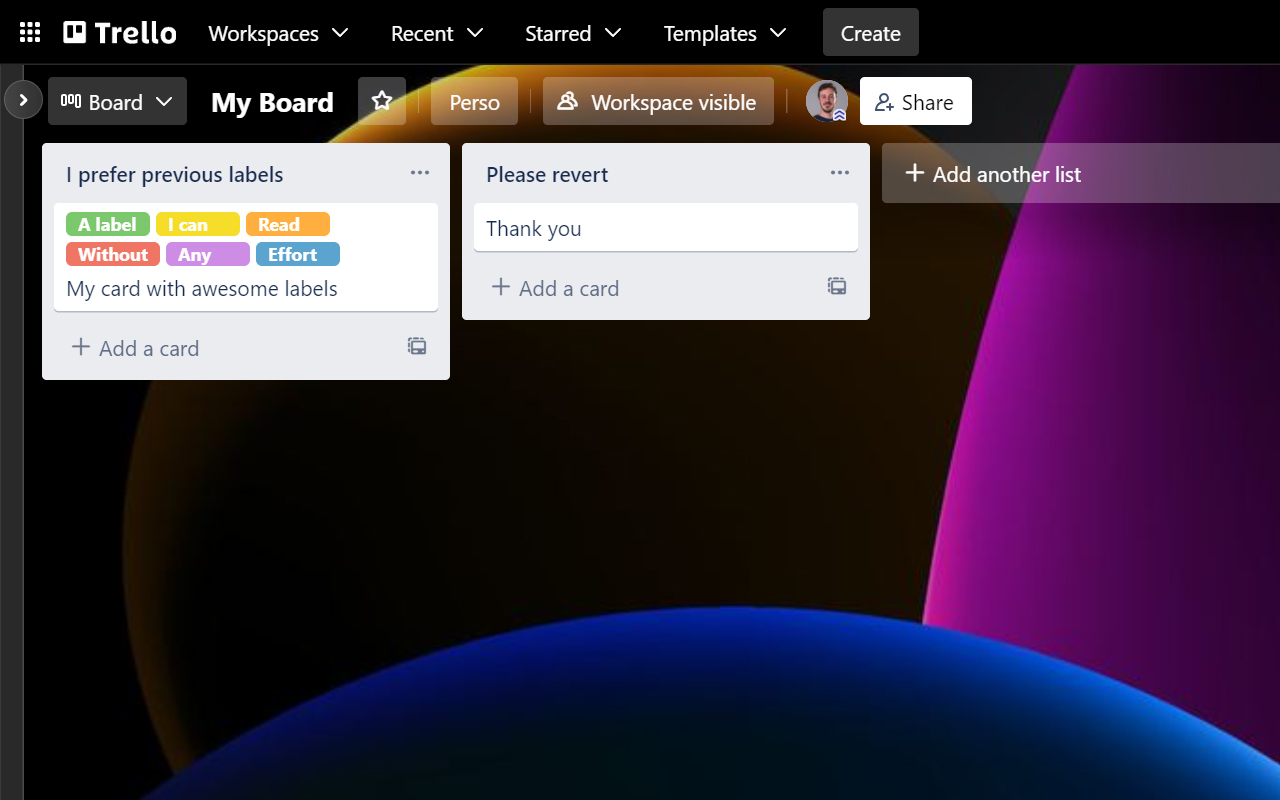 Trello Workspaces Recent Starred Templates Create
Board My Board Perso Workspace visible Share
I prefer previous labels
A label I can Read
Without Any Effort
My card with awesome labels
+ Add a card
Please revert
Thank you
+ Add a card
+ Add another list